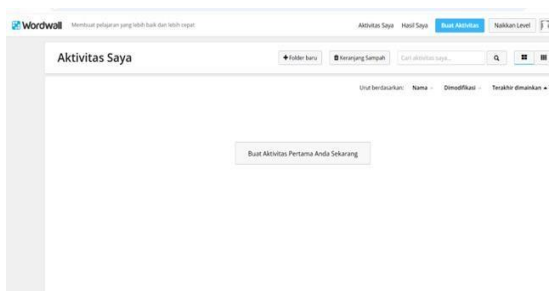 Wordwall Membuat pelajaran yang lebih baik dan lebih cepat Aktivitas Saya Hasil Saya Buat Aktivitas Naikkan Level
Aktivitas Saya +Folder baru Keranjang Sampah Cari aktivitas saya...
Urut berdasarkan: Nama Dimodifikasi Terakhir dimainkan
Buat Aktivitas Pertama Anda Sekarang